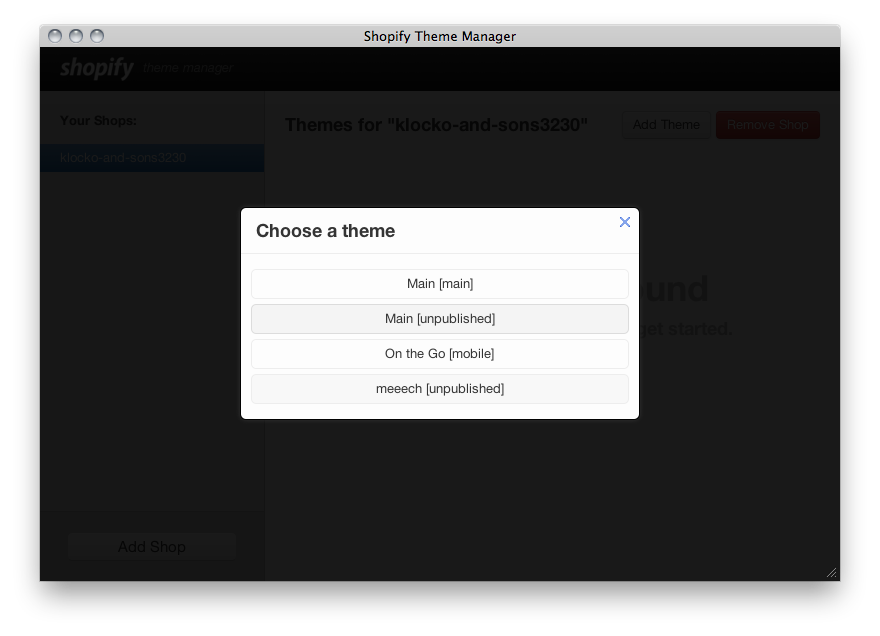 Shopify Theme Manager
shopify theme manager
Your Shops:
klocko-and-sons3230
Themes for "klocko-and-sons3230"
Add Theme
Remove Shop
Choose a theme
Main [main]
Main [unpublished]
On the Go [mobile]
meeech [unpublished]
get started.
Add Shop